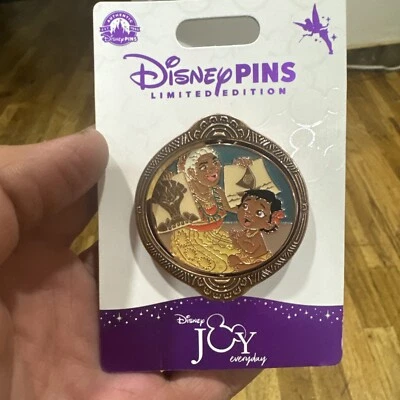 AUTHENTIC
DISNEY PINS
Disney PINS
LIMITED EDITION
Disney
JOY
everyday